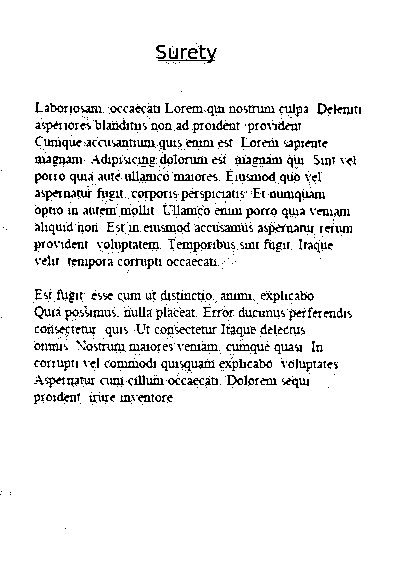 Surety
Laboriosam, occaecati Lorem qui nostrum culpa. Deleniti
asperiores blanditiis non ad proident provident.
Cumque accusantium quis enim est. Lorem sapiente
magnam. Adipisicing dolorum est magnam qui. Sint vel
porro quia aute ullamco maiores. Eiusmod quo vel
aspernatur fugit, corporis perspiciatis. Et numquam
optio in autem mollit. Ullamco enim porro quia veniam
aliquid non. Est in eiusmod accusamus aspernatur rerum
provident, voluptatem. Temporibus sint fugit. Itaque
velit, tempora corrupti occaecati.
Est fugit, esse cum ut distinctio, animi, explicabo.
Quia possimus, nulla placeat. Error ducimus perferendis
consectetur, quis. Ut consectetur Itaque delectus
omnis. Nostrum maiores veniam, cumque quasi. In
corrupti vel commodi quisquam explicabo, voluptates.
Aspernatur cum cillum occaecati. Dolorem sequi
proident, irure inventore